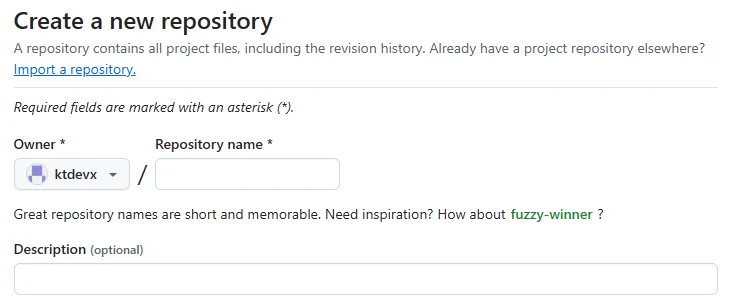 Create a new repository
A repository contains all project files, including the revision history. Already have a project repository elsewhere?
Import a repository.
Required fields are marked with an asterisk (*).
Owner * Repository name *
ktdevx /
Great repository names are short and memorable. Need inspiration? How about fuzzy-winner ?
Description (optional)